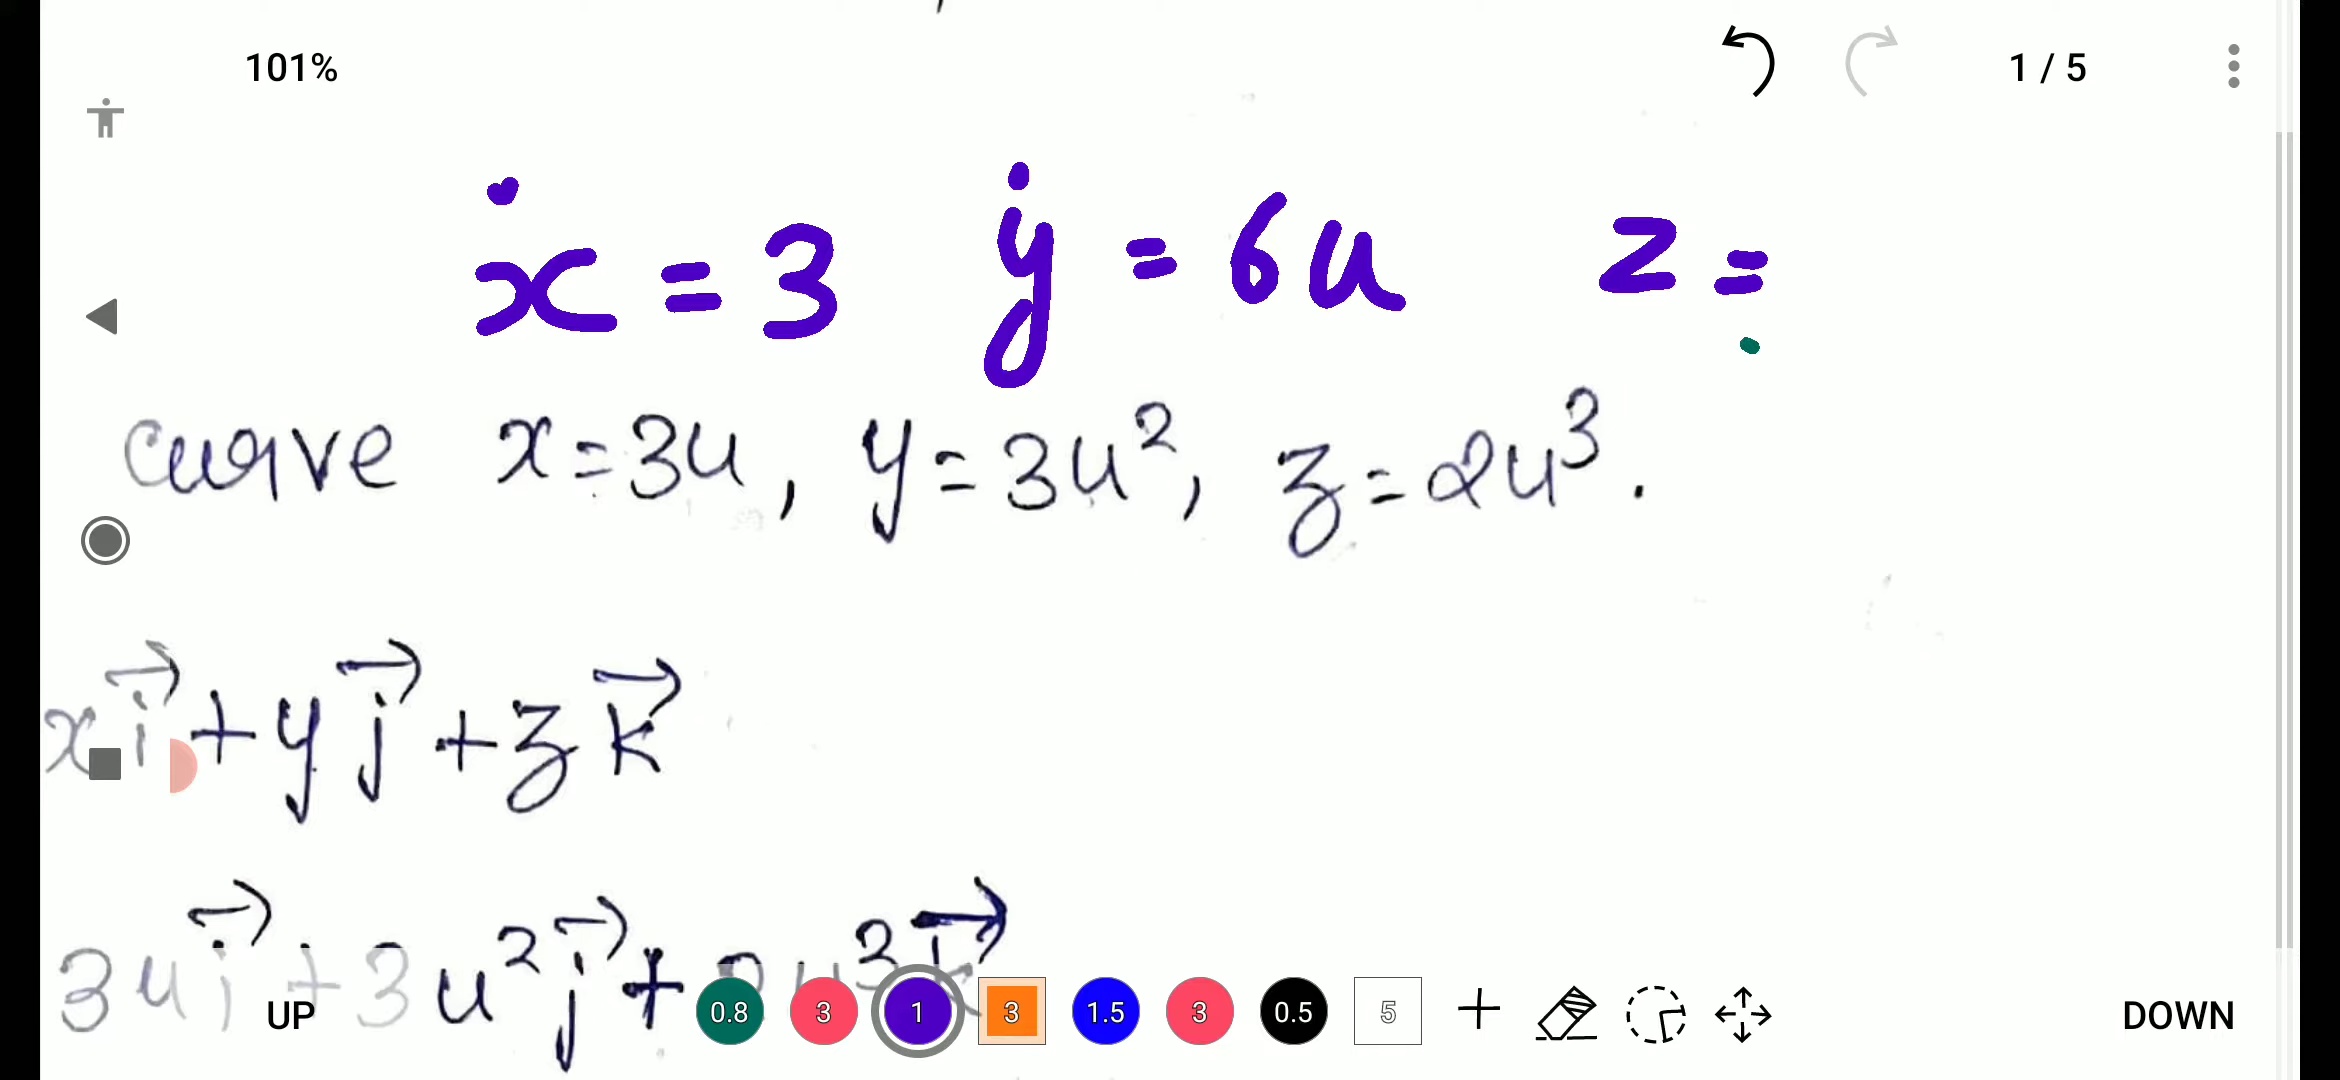 101% 1 / 5
ẋ = 3 ẏ = 6u z =
curve x = 3u, y = 3u², z = 2u³.
x i⃗ + y j⃗ + z k⃗
3u i⃗ + 3u² j⃗ + 2u³ k⃗
UP 0.8 3 1 3 1.5 3 0.5 5 + DOWN